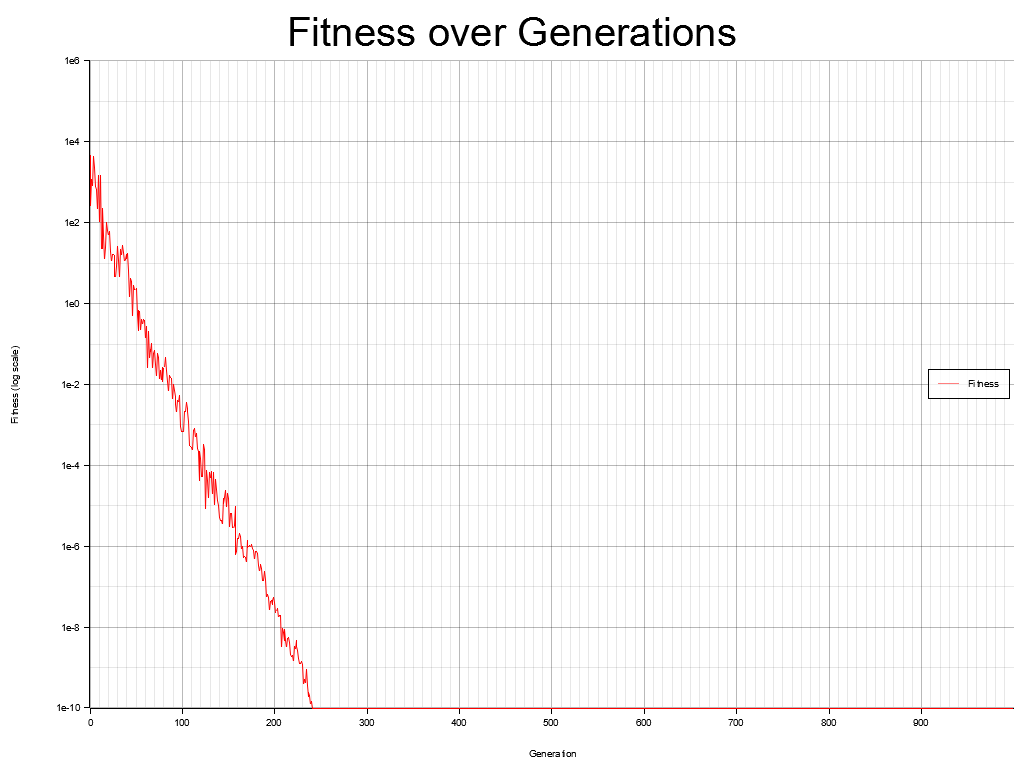 Fitness over Generations
1e6
1e4
1e2
1e0
1e-2
1e-4
1e-6
1e-8
1e-10
Fitness (log scale)
Fitness
0 100 200 300 400 500 600 700 800 900
Generation